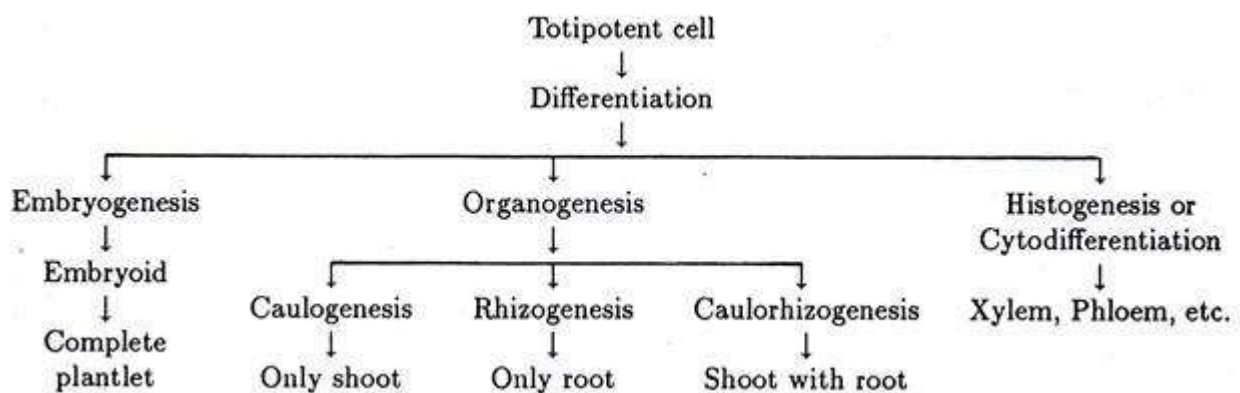 Totipotent cell
Differentiation
Embryogenesis
Organogenesis
Histogenesis or
Cytodifferentiation
Embryoid
Caulogenesis
Rhizogenesis
Caulorhizogenesis
Xylem, Phloem, etc.
Complete
plantlet
Only shoot
Only root
Shoot with root